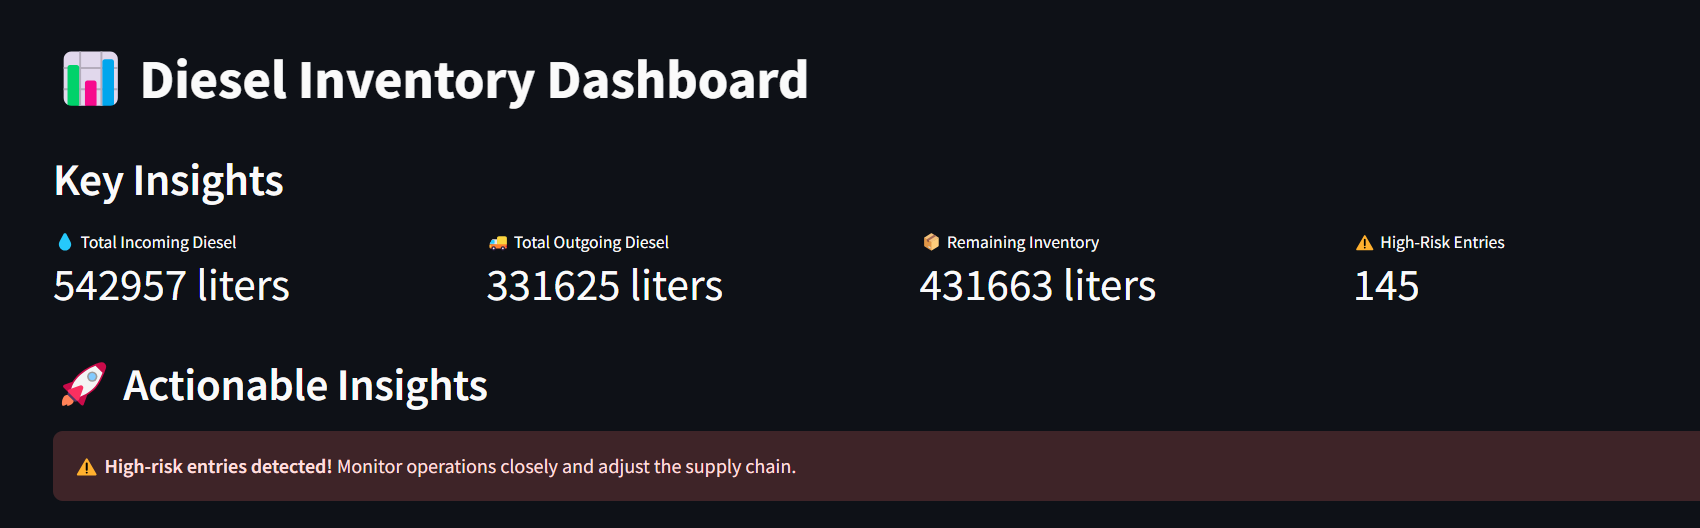 Diesel Inventory Dashboard
Key Insights
Total Incoming Diesel
542957 liters
Total Outgoing Diesel
331625 liters
Remaining Inventory
431663 liters
High-Risk Entries
145
Actionable Insights
High-risk entries detected! Monitor operations closely and adjust the supply chain.